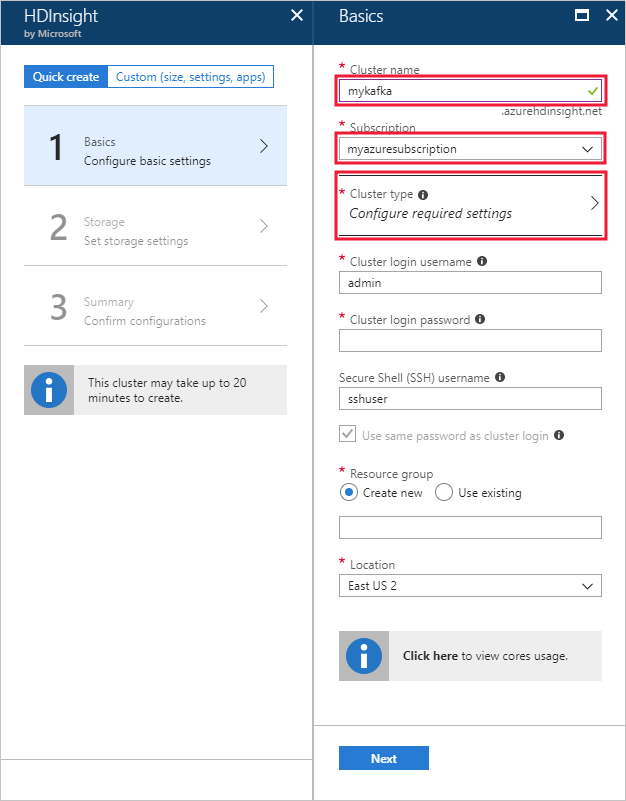 HDInsight
by Microsoft
Quick create
Custom (size, settings, apps)
1
Basics
Configure basic settings
2
Storage
Set storage settings
3
Summary
Confirm configurations
This cluster may take up to 20
minutes to create.
Basics
* Cluster name
mykafka
.azurehdinsight.net
* Subscription
myazuresubscription
* Cluster type
Configure required settings
* Cluster login username
admin
* Cluster login password
Secure Shell (SSH) username
sshuser
Use same password as cluster login
* Resource group
Create new
Use existing
* Location
East US 2
Click here to view cores usage.
Next